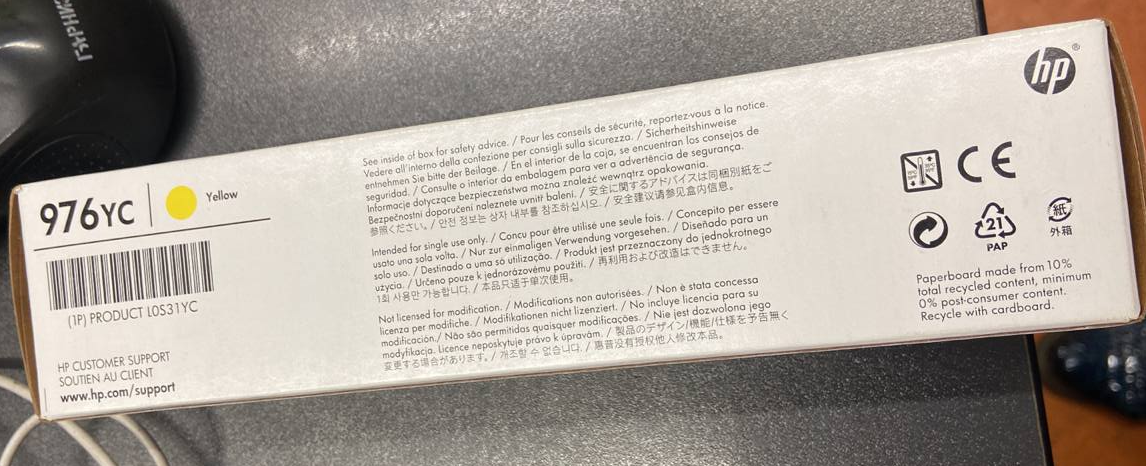 ГАРНИЗ
hp
®
976YC
Yellow
(1P) PRODUCT L0S31YC
HP CUSTOMER SUPPORT
SOUTIEN AU CLIENT
www.hp.com/support
See inside of box for safety advice. / Pour les conseils de sécurité, reportez-vous à la notice.
Vedere all'interno della confezione per consigli sulla sicurezza. / Sicherheitshinweise
entnehmen Sie bitte der Beilage. / En el interior de la caja, se encuentran los consejos de
seguridad. / Consulte o interior da embalagem para ver a advertência de segurança.
Informacje dotyczące bezpieczeństwa można znaleźć wewnątrz opakowania.
Bezpečnostní doporučení naleznete uvnitř balení. / 安全に関するアドバイスは同梱別紙をご
参照ください。/ 안전 정보는 상자 내부를 참조하십시오. / 安全建议请参见盒内信息。
Intended for single use only. / Conçu pour être utilisé une seule fois. / Concepito per essere
usato una sola volta. / Nur zur einmaligen Verwendung vorgesehen. / Diseñado para un
solo uso. / Destinado a uma só utilização. / Produkt jest przeznaczony do jednokrotnego
użycia. / Určeno pouze k jednorázovému použití. / 再利用および改造はできません。
1회 사용만 가능합니다. / 本品只适于单次使用。
Not licensed for modification. / Modifications non autorisées. / Non è stata concessa
licenza per modifiche. / Modifikationen nicht lizenziert. / No incluye licencia para su
modificación./ Não são permitidas quaisquer modificações. / Nie jest dozwolona jego
modyfikacja. Licence neposkytuje právo k úpravám. / 製品のデザイン/機能/仕様を予告無く
変更する場合があります。/ 개조할 수 없습니다. / 惠普没有授权他人修改本品。
CE
21
PAP
紙
外箱
Paperboard made from 10%
total recycled content, minimum
0% post-consumer content.
Recycle with cardboard.